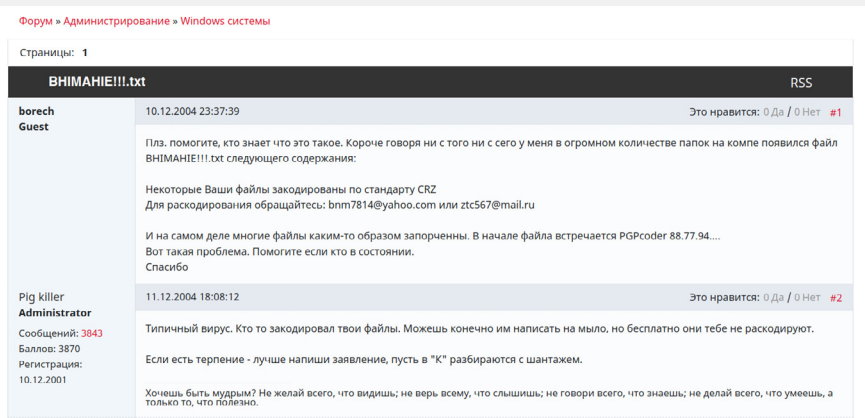 Форум » Администрирование » Windows системы
Страницы: 1
ВНIМАНIЕ!!!.txt
RSS
borech
Guest
10.12.2004 23:37:39
Это нравится: 0 Да / 0 Нет #1
Плз. помогите, кто знает что это такое. Короче говоря ни с того ни с сего у меня в огромном количестве папок на компе появился файл
ВНIМАНIЕ!!!.txt следующего содержания:
Некоторые Ваши файлы закодированы по стандарту CRZ
Для раскодирования обращайтесь: bnm7814@yahoo.com или ztc567@mail.ru
И на самом деле многие файлы каким-то образом запорченны. В начале файла встречается PGPcoder 88.77.94....
Вот такая проблема. Помогите если кто в состоянии.
Спасибо
Pig killer
Administrator
Сообщений: 3843
Баллов: 3870
Регистрация:
10.12.2001
11.12.2004 18:08:12
Это нравится: 0 Да / 0 Нет #2
Типичный вирус. Кто то закодировал твои файлы. Можешь конечно им написать на мыло, но бесплатно они тебе не раскодируют.
Если есть терпение - лучше напиши заявление, пусть в "К" разбираются с шантажем.
Хочешь быть мудрым? Не желай всего, что видишь; не верь всему, что слышишь; не говори всего, что знаешь; не делай всего, что умеешь, а
только то, что полезно.